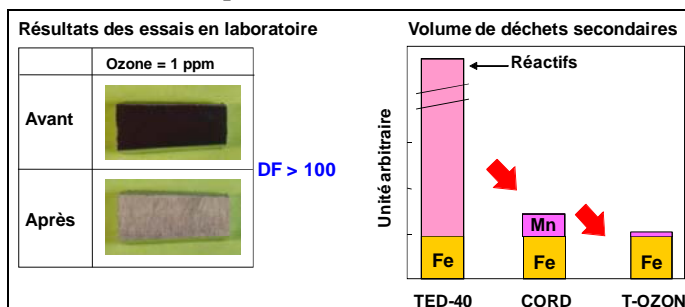 Résultats des essais en laboratoire
Ozone = 1 ppm
Avant
Après
DF > 100
Volume de déchets secondaires
Unité arbitraire
Réactifs
Mn
Fe
Fe
Fe
TED-40
CORD
T-OZON